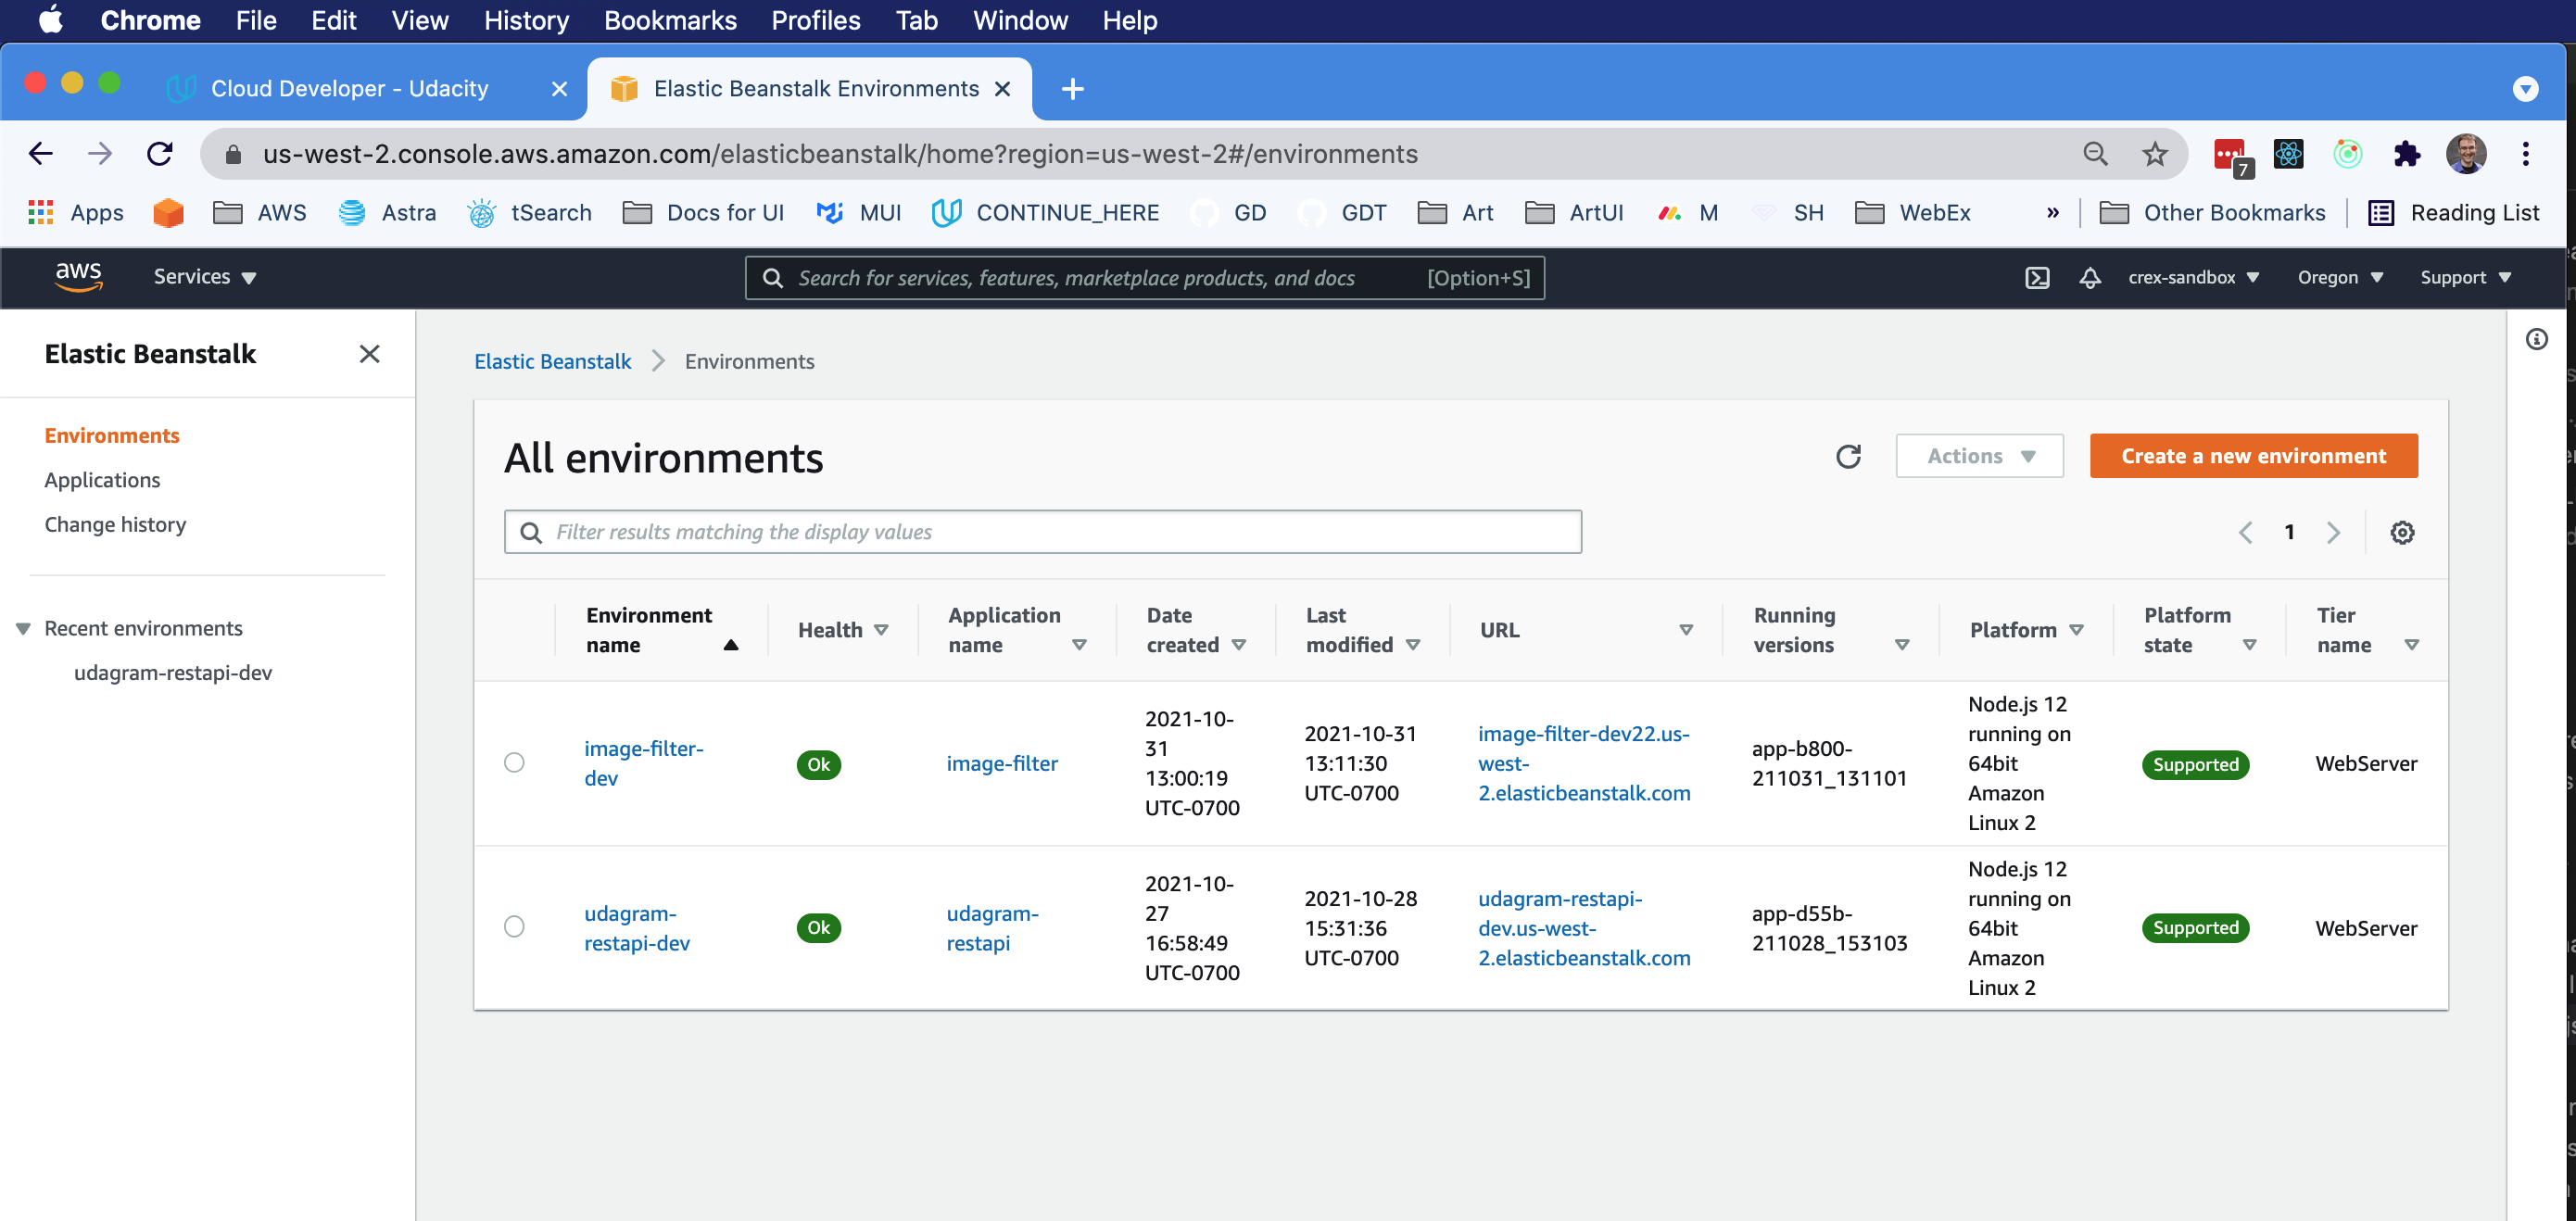 Chrome File Edit View History Bookmarks Profiles Tab Window Help
Cloud Developer - Udacity
Elastic Beanstalk Environments
us-west-2.console.aws.amazon.com/elasticbeanstalk/home?region=us-west-2#/environments
7
Apps AWS Astra tSearch Docs for UI MUI CONTINUE_HERE GD GDT Art ArtUI M SH WebEx » Other Bookmarks Reading List
aws Services Search for services, features, marketplace products, and docs [Option+S] crex-sandbox Oregon Support
Elastic Beanstalk
Environments
Applications
Change history
Recent environments
udagram-restapi-dev
Elastic Beanstalk Environments
All environments
Actions
Create a new environment
Filter results matching the display values
1
Environment
name
Health
Application
name
Date
created
Last
modified
URL
Running
versions
Platform
Platform
state
Tier
name
image-filter-
dev
Ok
image-filter
2021-10-
31
13:00:19
UTC-0700
2021-10-31
13:11:30
UTC-0700
image-filter-dev22.us-
west-
2.elasticbeanstalk.com
app-b800-
211031_131101
Node.js 12
running on
64bit
Amazon
Linux 2
Supported
WebServer
udagram-
restapi-dev
Ok
udagram-
restapi
2021-10-
27
16:58:49
UTC-0700
2021-10-28
15:31:36
UTC-0700
udagram-restapi-
dev.us-west-
2.elasticbeanstalk.com
app-d55b-
211028_153103
Node.js 12
running on
64bit
Amazon
Linux 2
Supported
WebServer